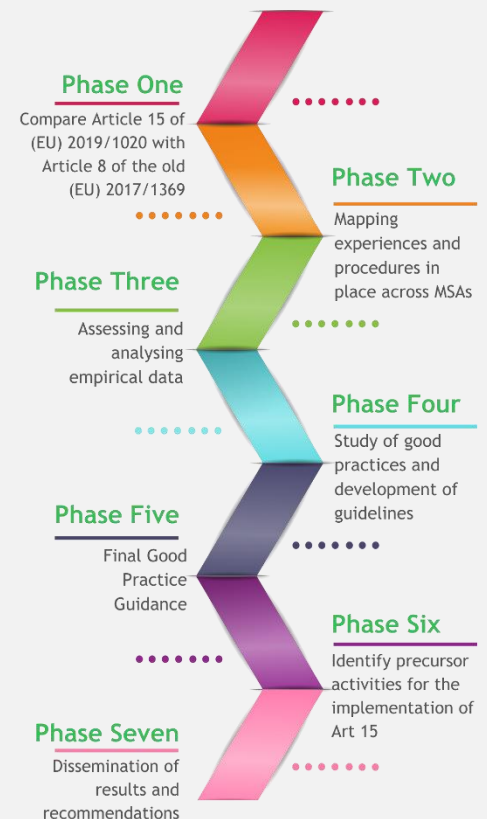 Phase One
Compare Article 15 of
(EU) 2019/1020 with
Article 8 of the old
(EU) 2017/1369
Phase Two
Mapping
experiences and
procedures in
place across MSAs
Phase Three
Assessing and
analysing
empirical data
Phase Four
Study of good
practices and
development of
guidelines
Phase Five
Final Good
Practice
Guidance
Phase Six
Identify precursor
activities for the
implementation of
Art 15
Phase Seven
Dissemination of
results and
recommendations